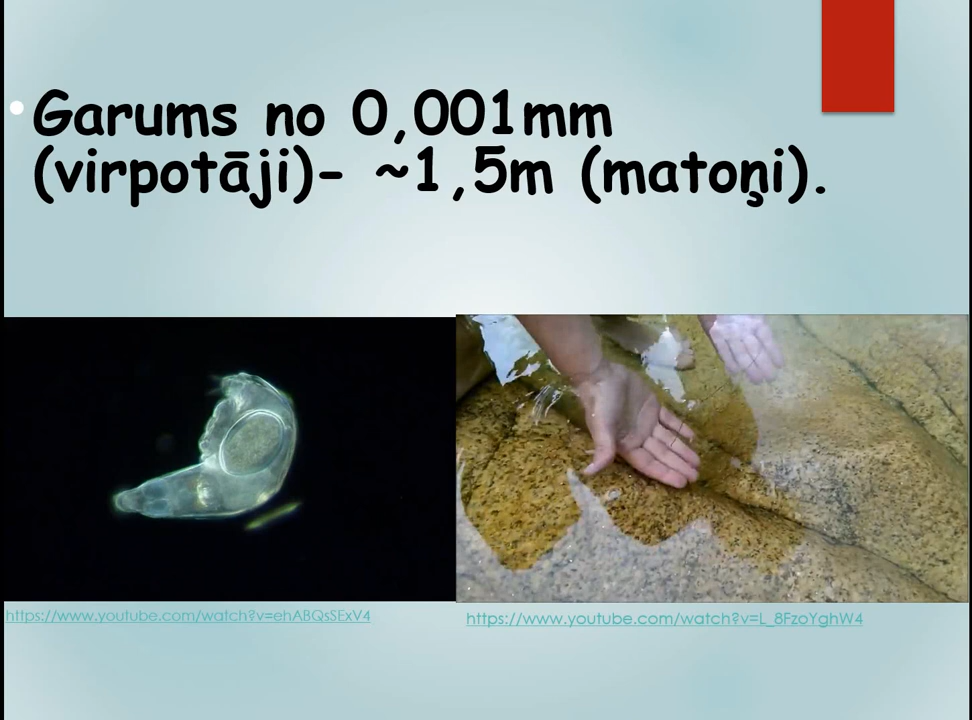 • Garums no 0,001mm
(virpotāji)- ~1,5m (matoņi).
https://www.youtube.com/watch?v=ehABQsSExV4
https://www.youtube.com/watch?v=L_8FzoYghW4